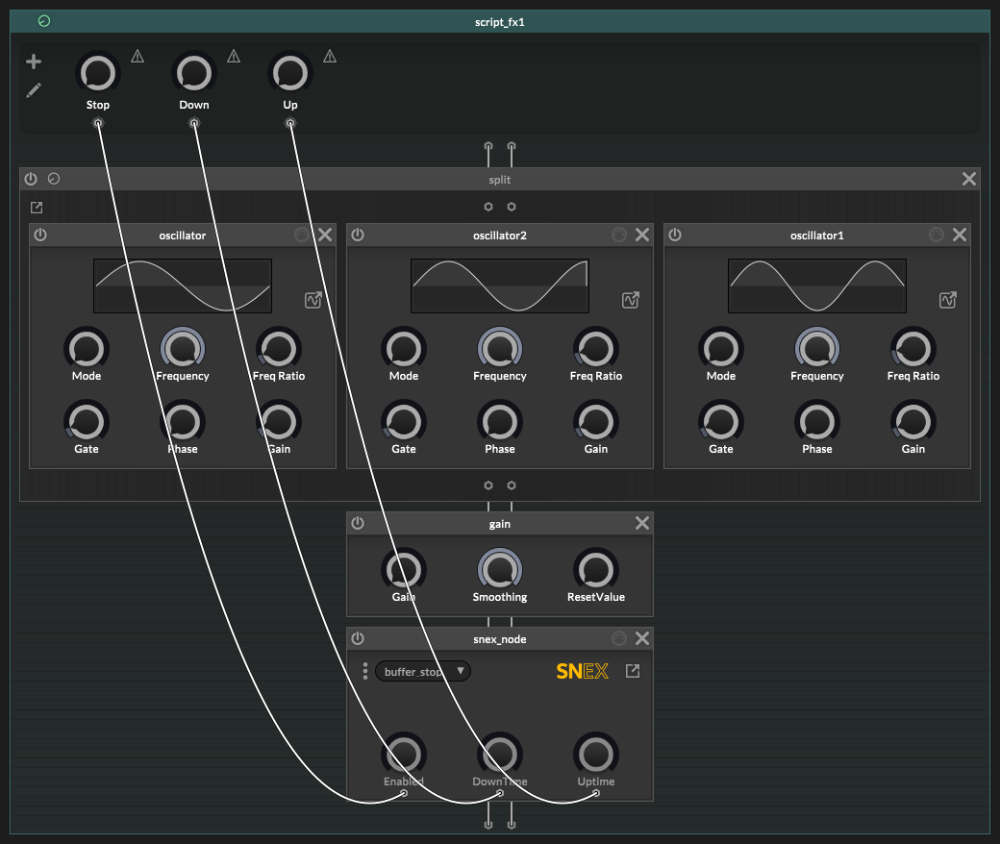 script_fx1
Stop Down Up
split
oscillator oscillator2 oscillator1
Mode Frequency Freq Ratio Mode Frequency Freq Ratio Mode Frequency Freq Ratio
Gate Phase Gain Gate Phase Gain Gate Phase Gain
gain
Gain Smoothing ResetValue
snex_node
buffer_stop SNEX
Enabled DownTime Uptime